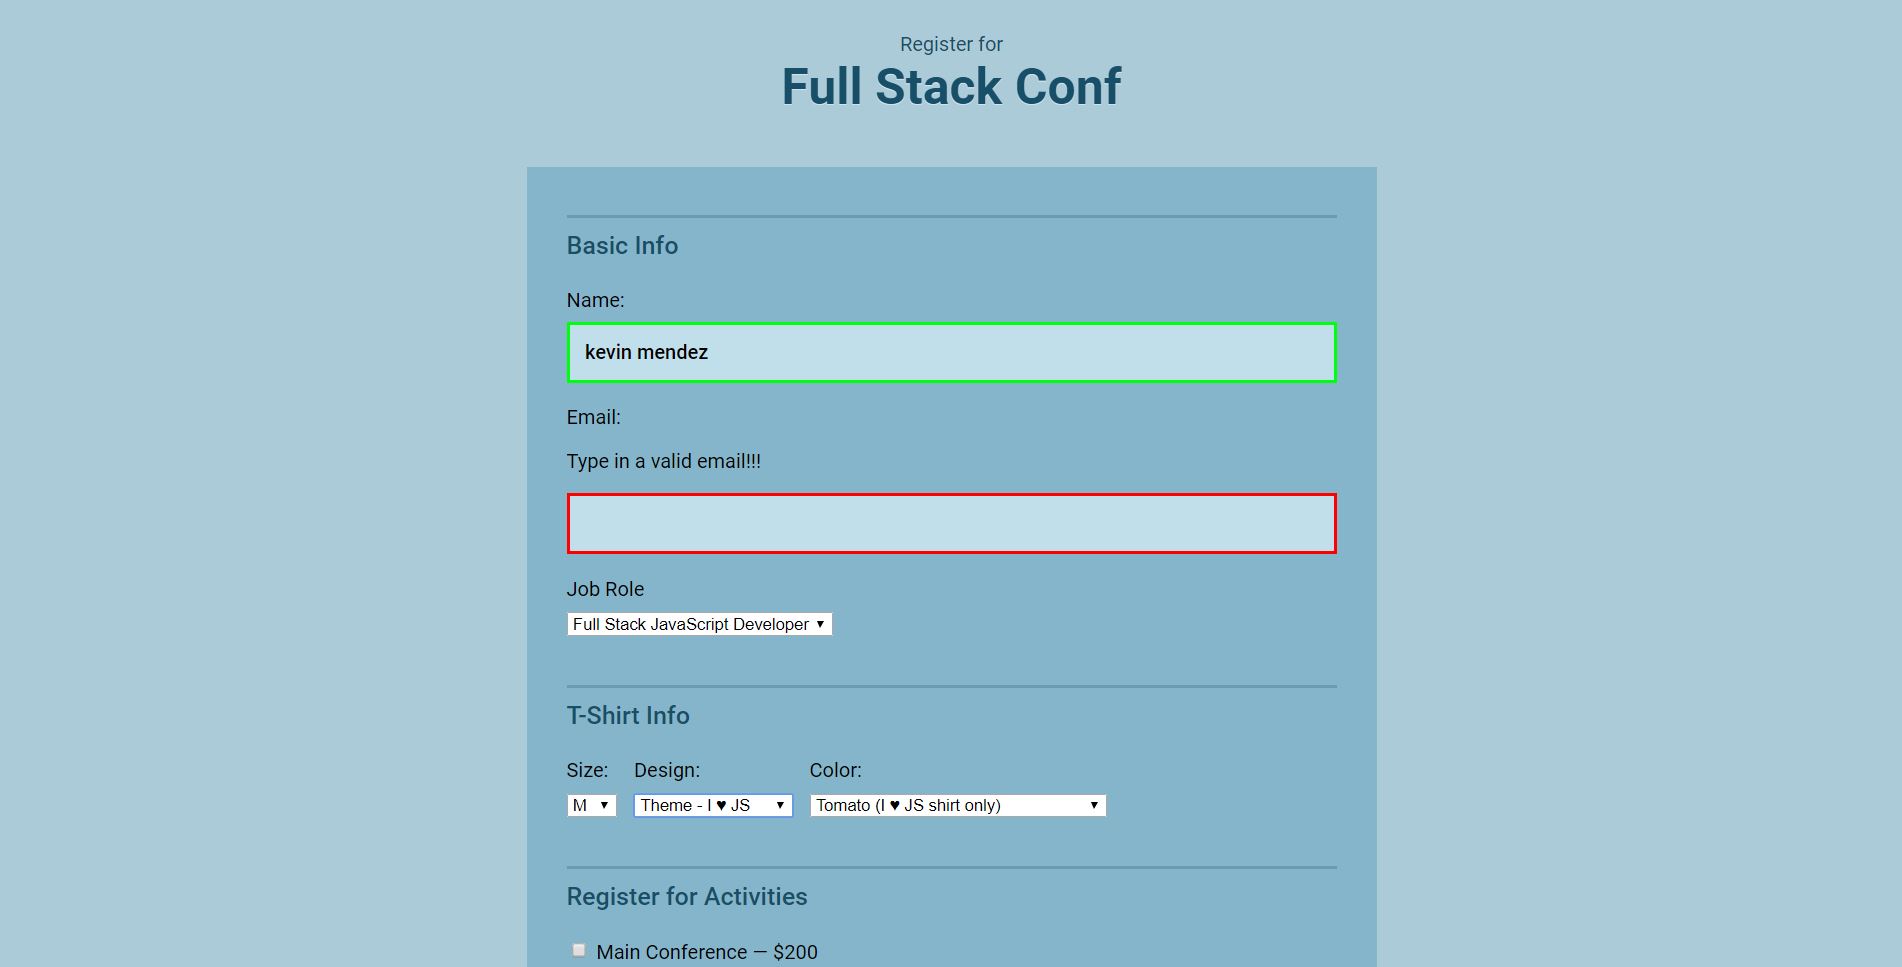 Register for
Full Stack Conf
Basic Info
Name:
kevin mendez
Email:
Type in a valid email!!!
Job Role
Full Stack JavaScript Developer
T-Shirt Info
Size: Design: Color:
M Theme - I ♥ JS Tomato (I ♥ JS shirt only)
Register for Activities
Main Conference — $200